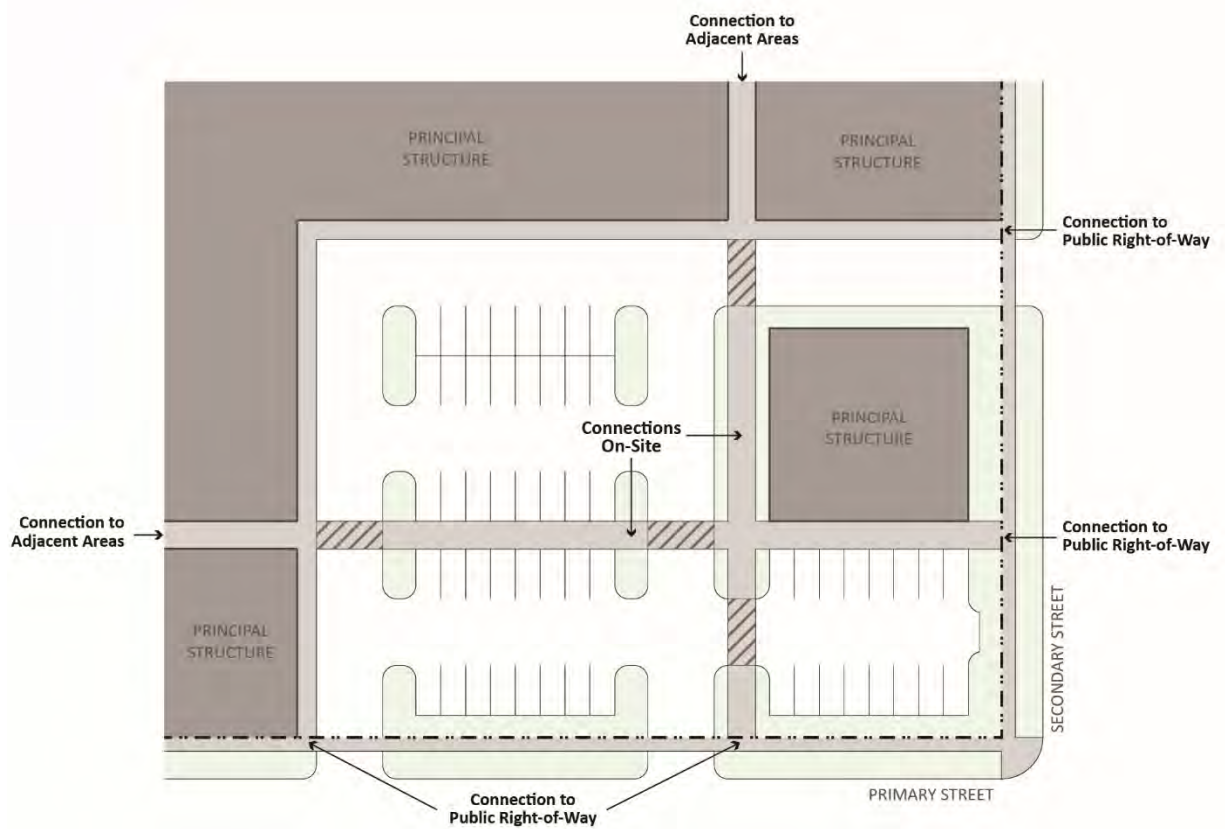 Connection to
Adjacent Areas
PRINCIPAL
STRUCTURE
PRINCIPAL
STRUCTURE
Connection to
Public Right-of-Way
Connections
On-Site
PRINCIPAL
STRUCTURE
Connection to
Adjacent Areas
Connection to
Public Right-of-Way
PRINCIPAL
STRUCTURE
SECONDARY STREET
PRIMARY STREET
Connection to
Public Right-of-Way